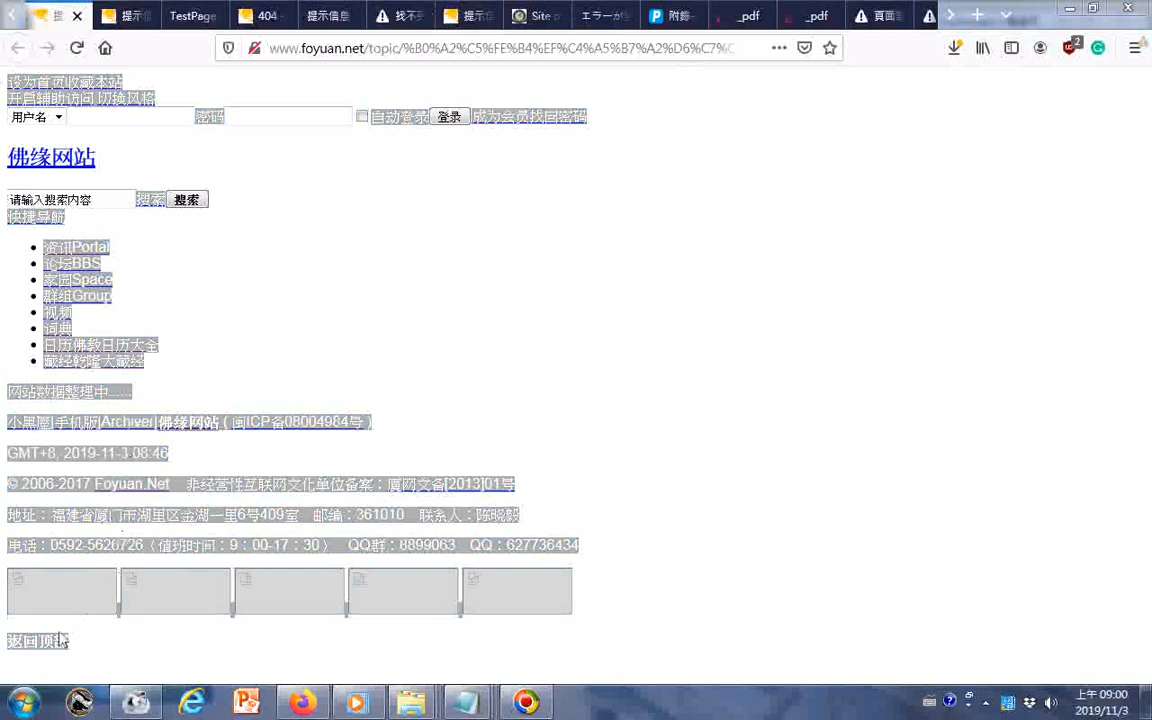 提示信
TestPage
404
提示信息
找不到
提示
Site
エラーが
附錄
_pdf
_pdf
頁面
www.foyuan.net/topic/%B0%A2%C5%FE%B4%EF%C4%A5%B7%A2%D6%C7%C
2
设为首页收藏本站
开启辅助访问 切换风格
用户名 密码 自动登录 登录 成为会员找回密码
佛缘网站
请输入搜索内容 搜索 搜索
快捷导航
资讯Portal
论坛BBS
家园Space
群组Group
视频
词典
日历佛教日历大全
藏经乾隆大藏经
网站数据整理中......
小黑屋|手机版|Archiver|佛缘网站 ( 闽ICP备08004984号 )
GMT+8, 2019-11-3 08:46
© 2006-2017 Foyuan.Net 非经营性互联网文化单位备案：厦网文备[2013]01号
地址：福建省厦门市湖里区金湖一里6号409室 邮编：361010 联系人：陈晓毅
电话：0592-5626726（值班时间：9：00-17：30） QQ群：8899063 QQ：627736434
返回顶部
上午 09:00
2019/11/3